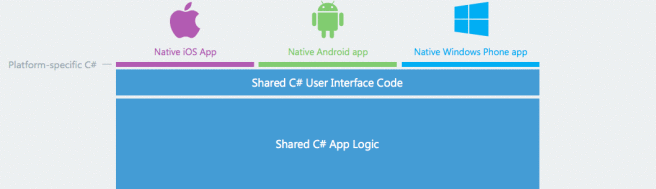 Native iOS App
Native Android app
Native Windows Phone app
Platform-specific C#
Shared C# User Interface Code
Shared C# App Logic